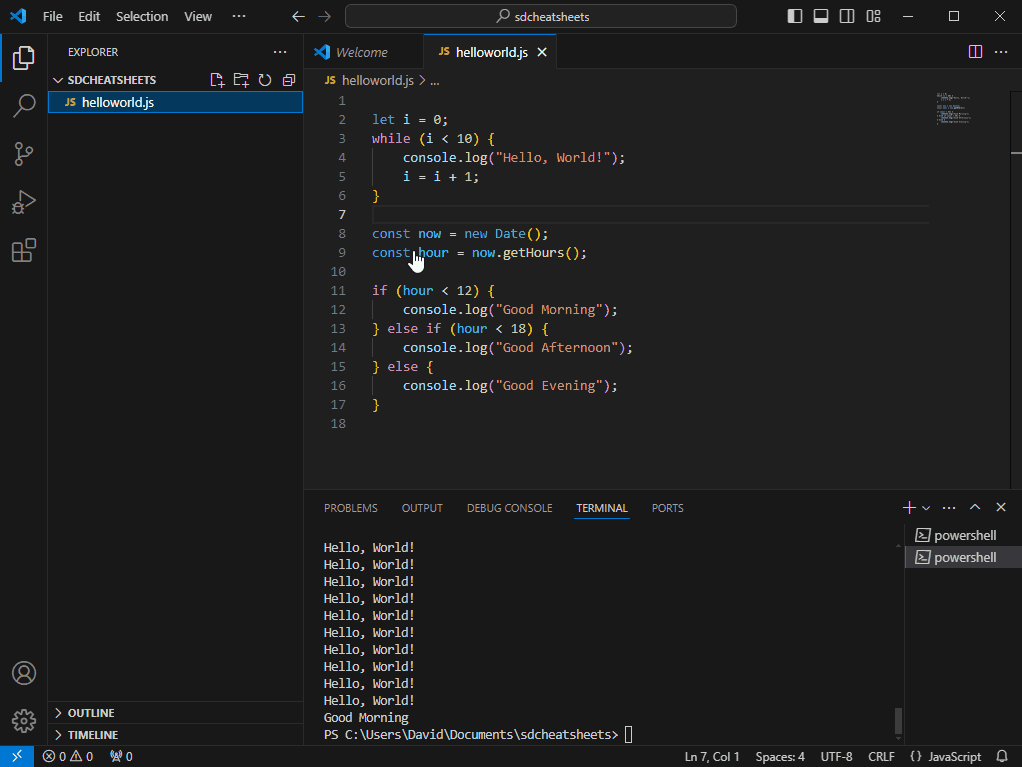 File Edit Selection View ··· sdcheatsheets
EXPLORER ···
SDCHEATSHEETS
JS helloworld.js
Welcome JS helloworld.js ···
JS helloworld.js > ...
1
2 let i = 0;
3 while (i < 10) {
4     console.log("Hello, World!");
5     i = i + 1;
6 }
7
8 const now = new Date();
9 const hour = now.getHours();
10
11 if (hour < 12) {
12     console.log("Good Morning");
13 } else if (hour < 18) {
14     console.log("Good Afternoon");
15 } else {
16     console.log("Good Evening");
17 }
18
PROBLEMS OUTPUT DEBUG CONSOLE TERMINAL PORTS ···
powershell
powershell
Hello, World!
Hello, World!
Hello, World!
Hello, World!
Hello, World!
Hello, World!
Hello, World!
Hello, World!
Hello, World!
Hello, World!
Good Morning
PS C:\Users\David\Documents\sdcheatsheets>
OUTLINE
TIMELINE
0 0 0 Ln 7, Col 1 Spaces: 4 UTF-8 CRLF {} JavaScript